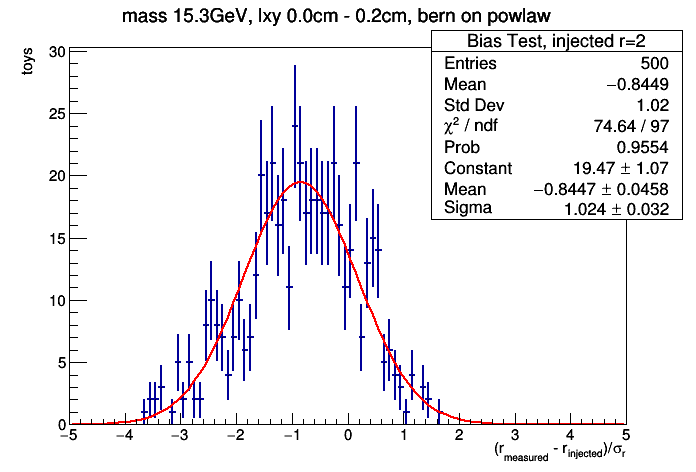 mass 15.3GeV, lxy 0.0cm - 0.2cm, bern on powlaw
toys
Bias Test, injected r=2
Entries 500
Mean −0.8449
Std Dev 1.02
χ² / ndf 74.64 / 97
Prob 0.9554
Constant 19.47 ± 1.07
Mean −0.8447 ± 0.0458
Sigma 1.024 ± 0.032
30
25
20
15
10
5
0
−5 −4 −3 −2 −1 0 1 2 3 4 5
(r_measured - r_injected)/σ_r